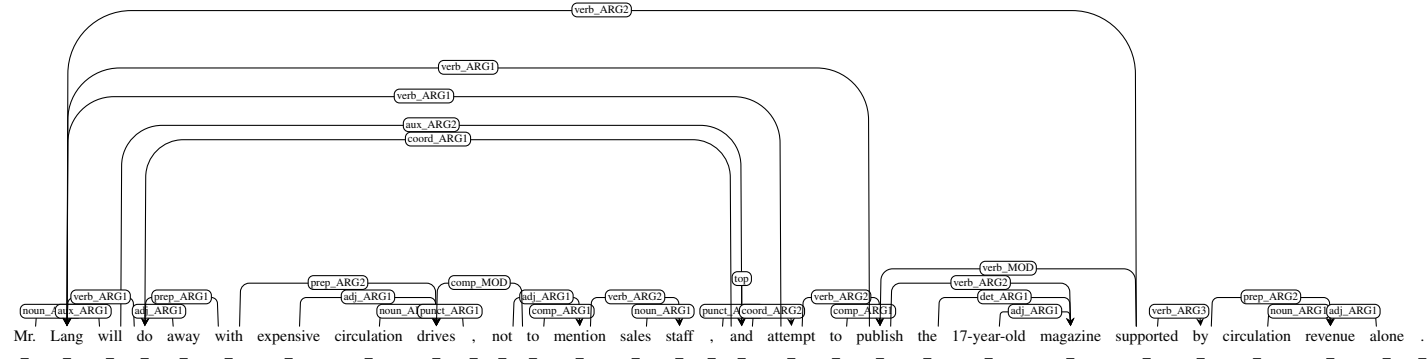 verb_ARG2
verb_ARG1
verb_ARG1
aux_ARG2
coord_ARG1
verb_MOD
top
prep_ARG2 comp_MOD verb_ARG2
verb_ARG1 prep_ARG1 adj_ARG1 adj_ARG1 verb_ARG2 verb_ARG2 det_ARG1 prep_ARG2
aux_ARG1 adj_ARG1 punct_ARG1 comp_ARG1 noun_ARG1 coord_ARG2 comp_ARG1 adj_ARG1 verb_ARG3 noun_ARG1 adj_ARG1
Mr. Lang will do away with expensive circulation drives , not to mention sales staff , and attempt to publish the 17-year-old magazine supported by circulation revenue alone .